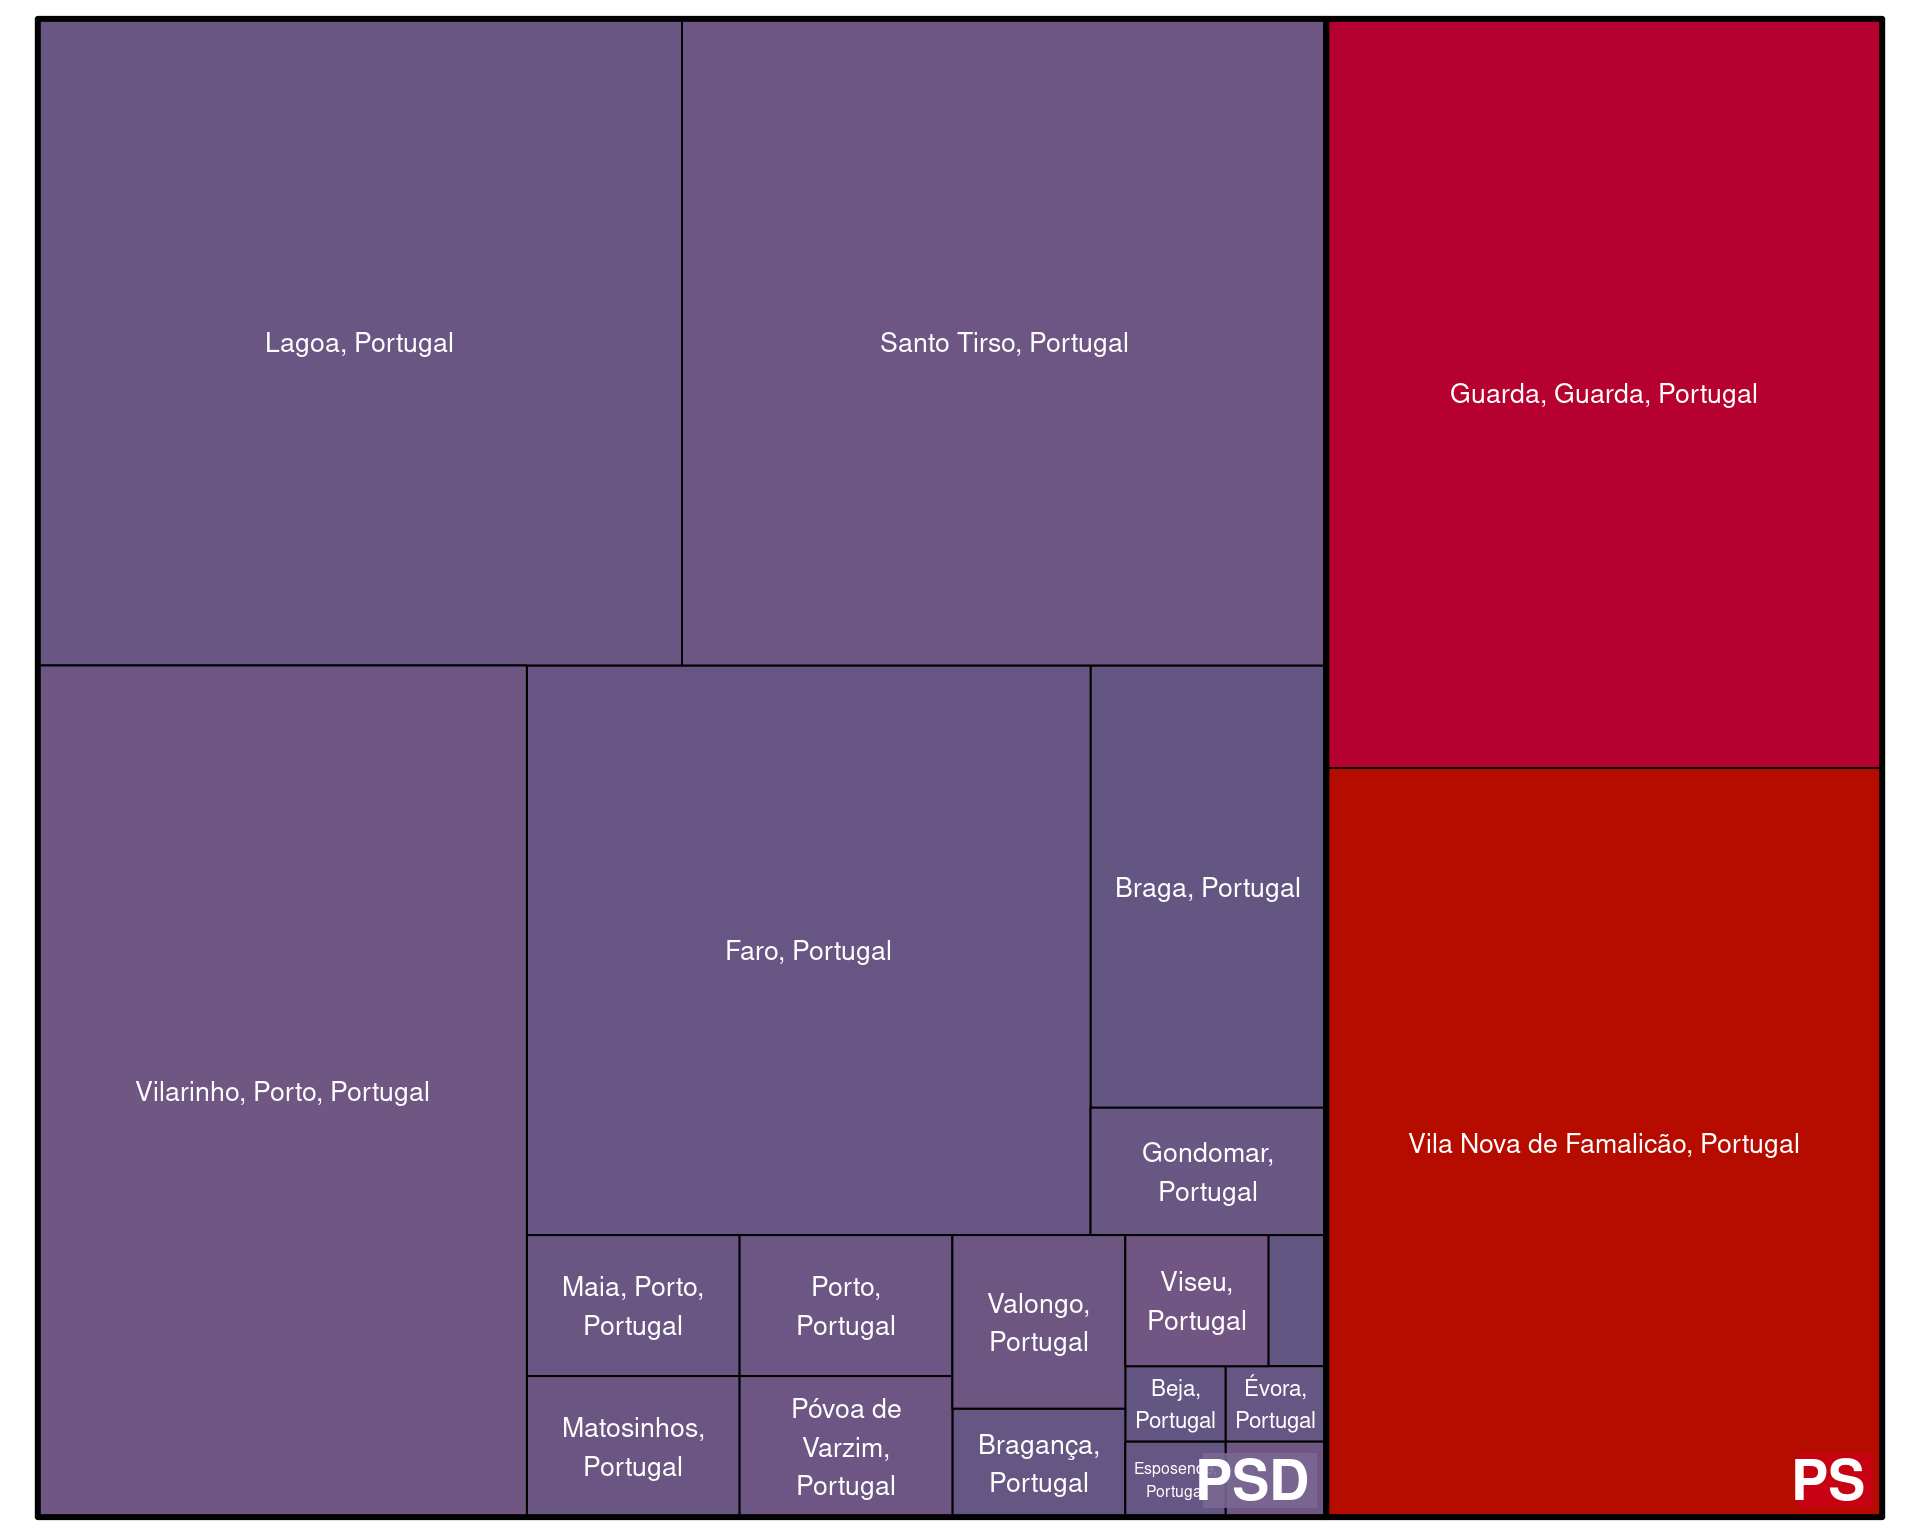 Lagoa, Portugal
Santo Tirso, Portugal
Guarda, Guarda, Portugal
Vilarinho, Porto, Portugal
Faro, Portugal
Braga, Portugal
Gondomar,
Portugal
Vila Nova de Famalicão, Portugal
Maia, Porto,
Portugal
Porto,
Portugal
Valongo,
Portugal
Viseu,
Portugal
Matosinhos,
Portugal
Póvoa de
Varzim,
Portugal
Bragança,
Portugal
Beja,
Portugal
Évora,
Portugal
Portugal
PSD
PS